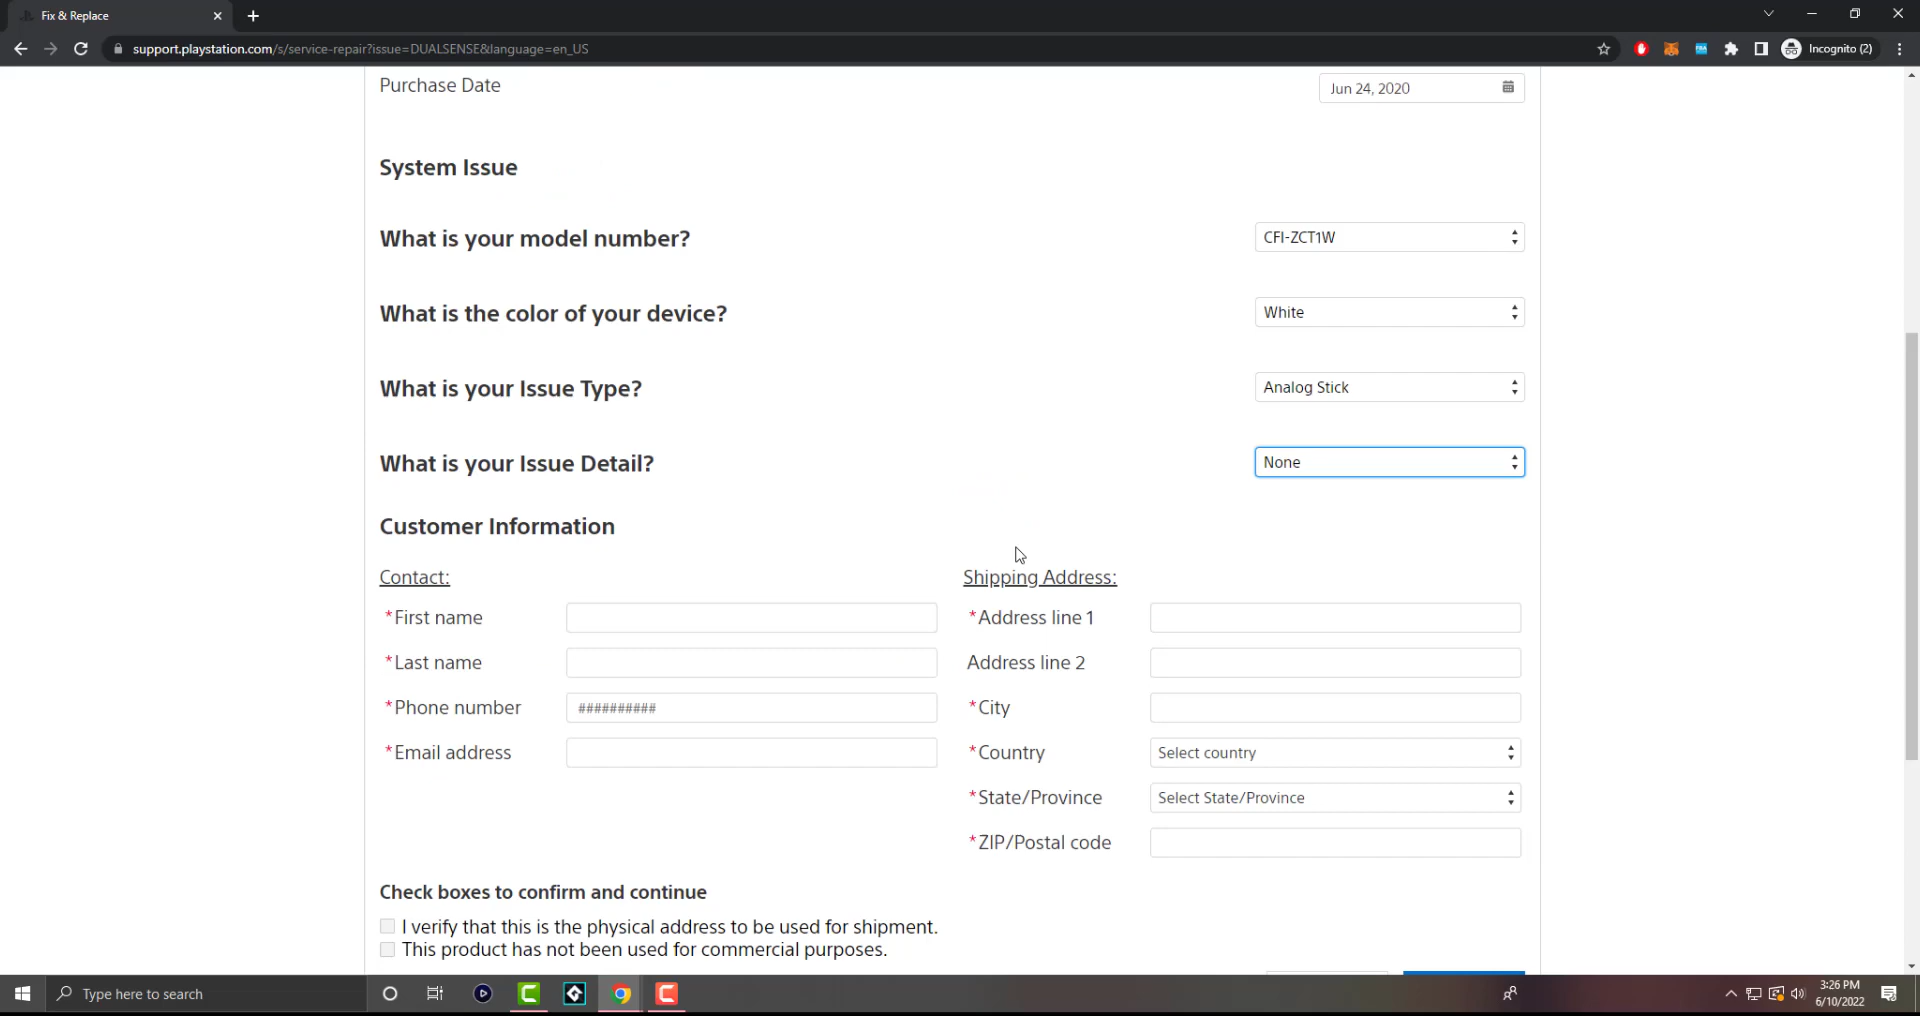 Fix & Replace
support.playstation.com/s/service-repair?issue=DUALSENSE&language=en_US
Incognito (2)
Purchase Date
Jun 24, 2020
System Issue
What is your model number?
CFI-ZCT1W
What is the color of your device?
White
What is your Issue Type?
Analog Stick
What is your Issue Detail?
None
Customer Information
Contact:
Shipping Address:
*First name
*Address line 1
*Last name
Address line 2
*Phone number
##########
*City
*Email address
*Country
Select country
*State/Province
Select State/Province
*ZIP/Postal code
Check boxes to confirm and continue
I verify that this is the physical address to be used for shipment.
This product has not been used for commercial purposes.
Type here to search
3:26 PM
6/10/2022